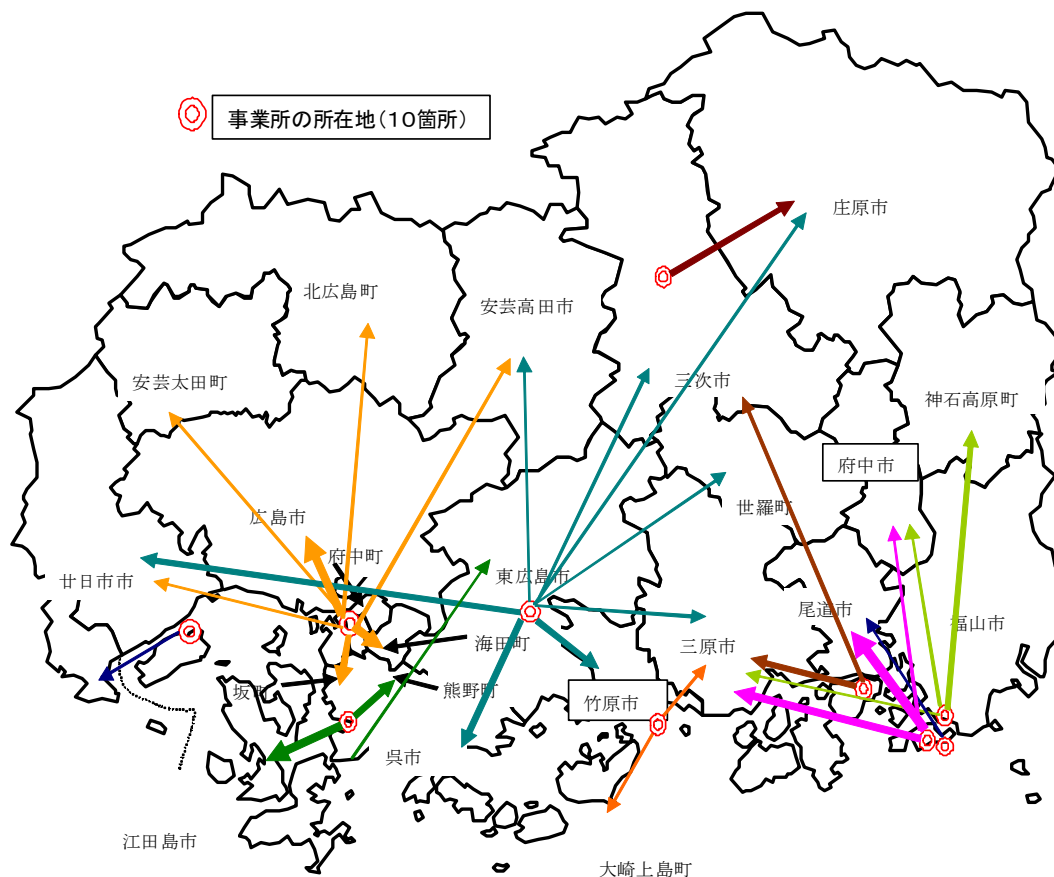 事業所の所在地（１０箇所）
庄原市
北広島町
安芸高田市
安芸太田町
三次市
神石高原町
府中市
世羅町
広島市
府中町
東広島市
廿日市市
尾道市
福山市
海田町
三原市
坂町
熊野町
竹原市
呉市
江田島市
大崎上島町